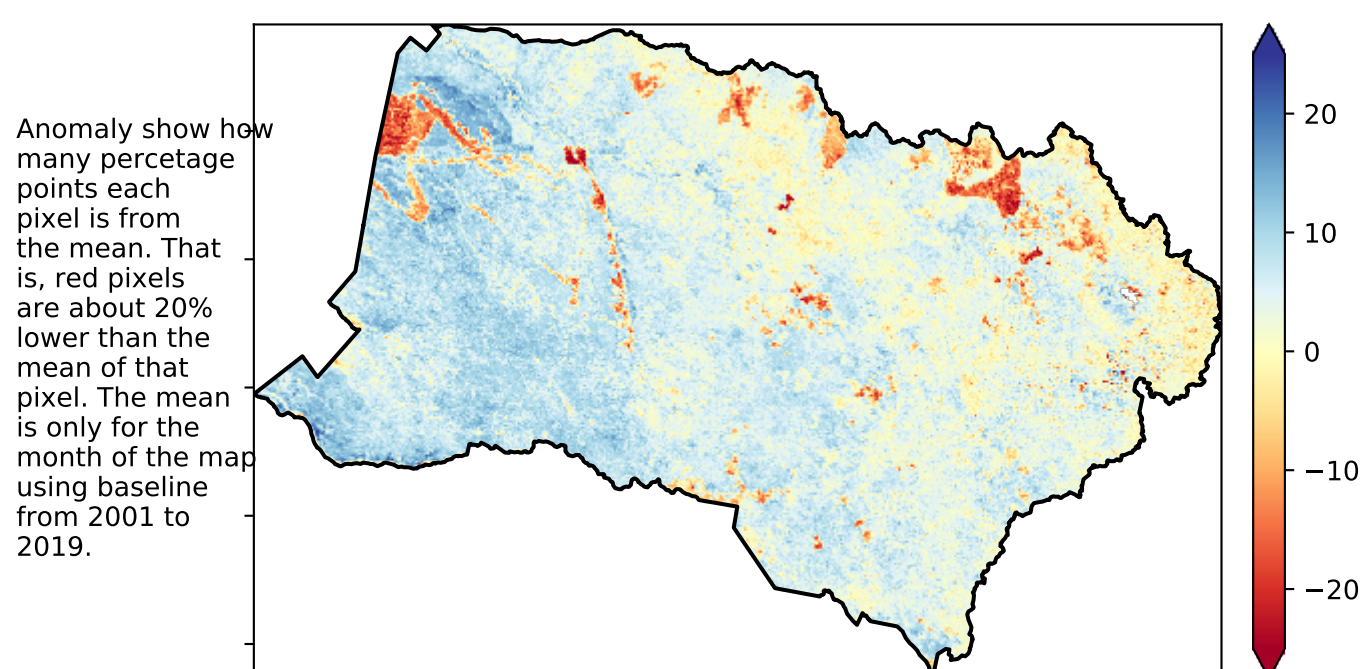 Anomaly show how
many percetage
points each
pixel is from
the mean. That
is, red pixels
are about 20%
lower than the
mean of that
pixel. The mean
is only for the
month of the map
using baseline
from 2001 to
2019.
20
10
0
−10
−20